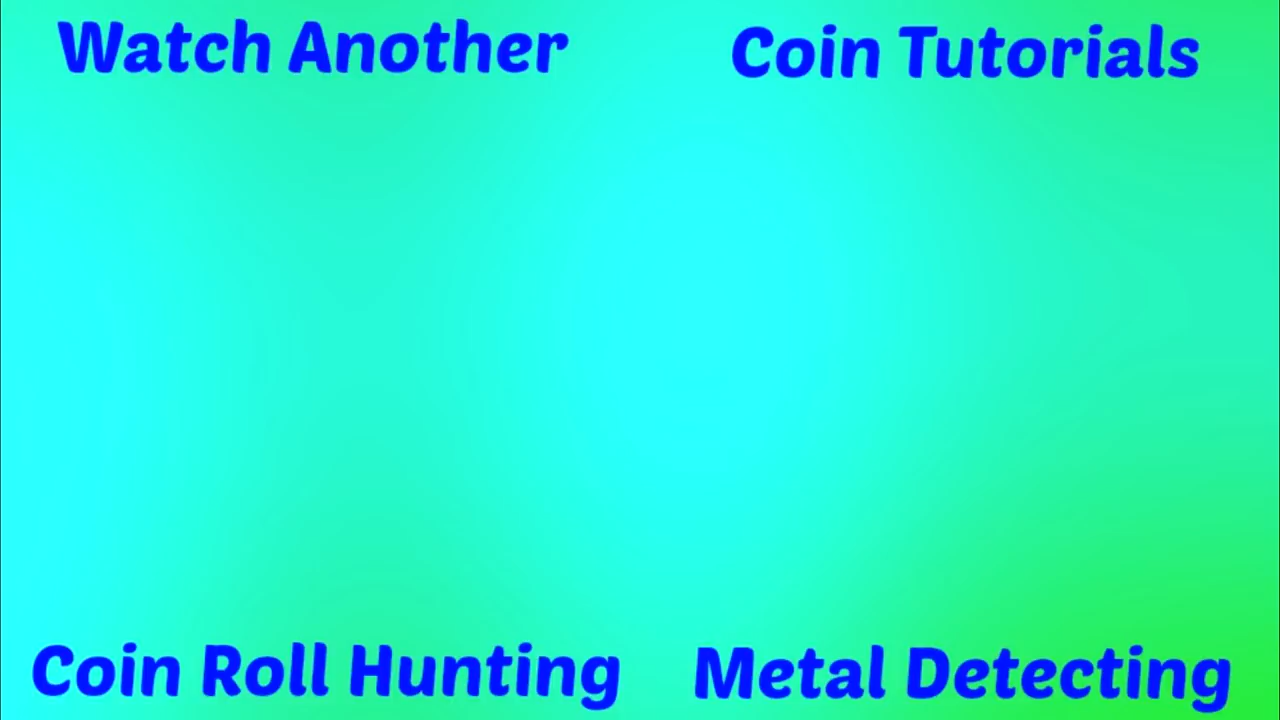 Watch Another
Coin Tutorials
Coin Roll Hunting
Metal Detecting